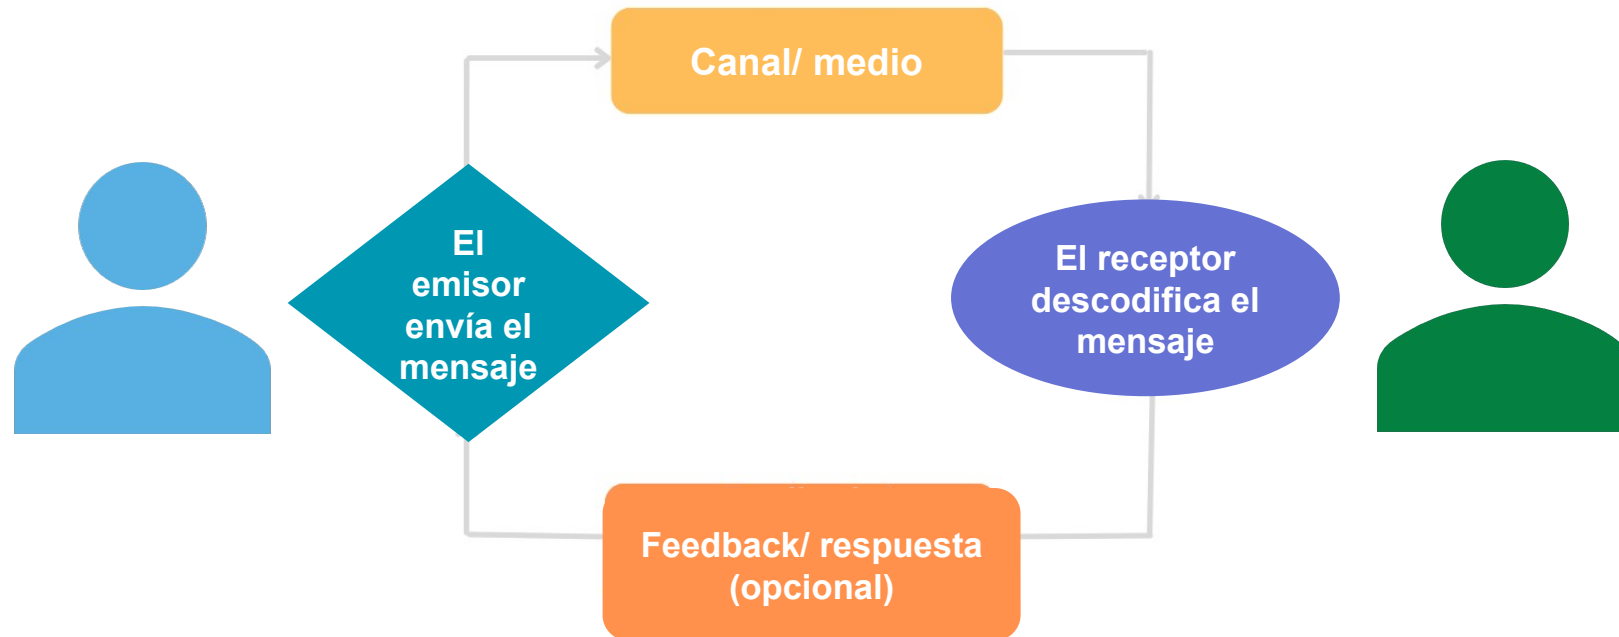 Canal/ medio
El
emisor
envía el
mensaje
El receptor
descodifica el
mensaje
Feedback/ respuesta
(opcional)